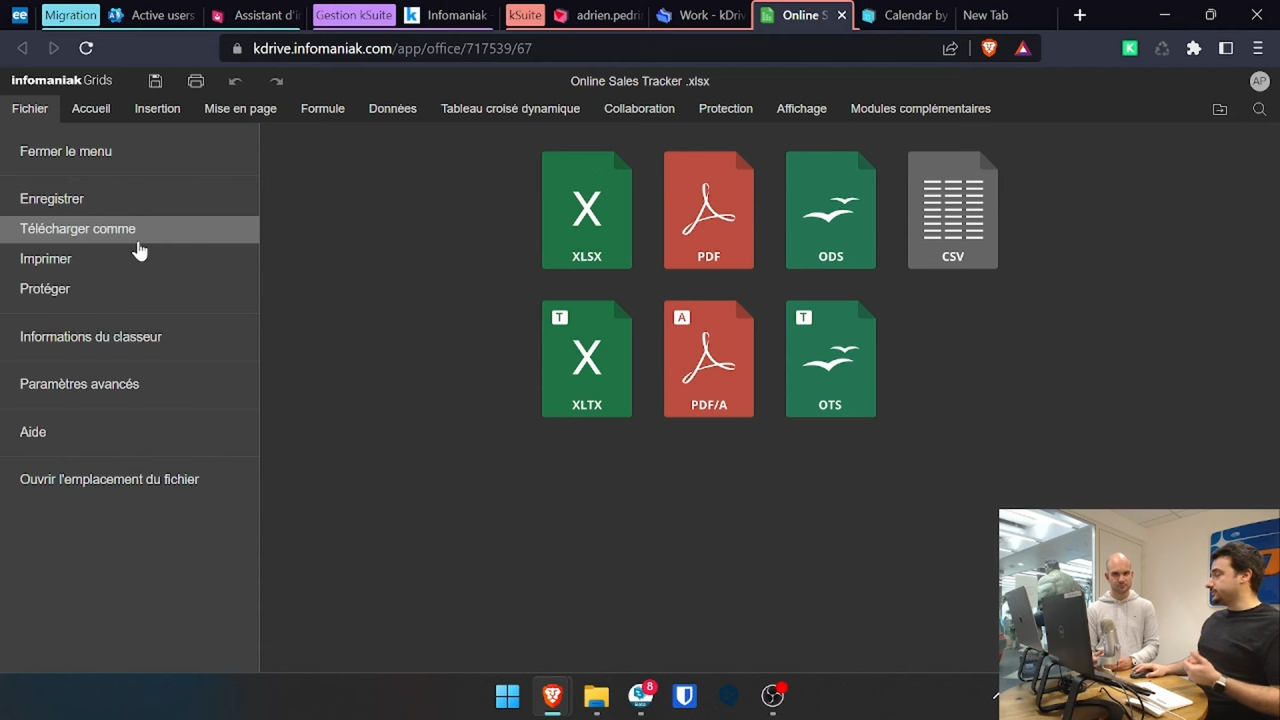 ee Migration Active users Assistant d'i Gestion kSuite Infomaniak kSuite adrien.pedri Work - kDriv Online S Calendar by New Tab
kdrive.infomaniak.com/app/office/717539/67
K
infomaniak Grids
Online Sales Tracker .xlsx
AP
Fichier Accueil Insertion Mise en page Formule Données Tableau croisé dynamique Collaboration Protection Affichage Modules complémentaires
Fermer le menu
Enregistrer
Télécharger comme
Imprimer
Protéger
Informations du classeur
Paramètres avancés
Aide
Ouvrir l'emplacement du fichier
X
XLSX PDF ODS CSV
T A T
X
XLTX PDF/A OTS
8